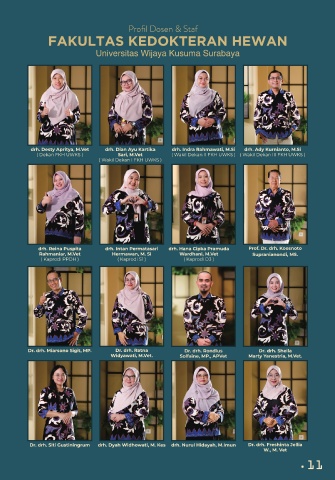 Profil Dosen & Staf
FAKULTAS KEDOKTERAN HEWAN
Universitas Wijaya Kusuma Surabaya
drh. Desty Apritya, M.Vet
( Dekan FKH UWKS )
drh. Dian Ayu Kartika
Sari, M.Vet
( Wakil Dekan I FKH UWKS )
drh. Indra Rahmawati, M.Si
( Wakil Dekan II FKH UWKS )
drh. Ady Kurnianto, M.Si
( Wakil Dekan III FKH UWKS )
drh. Reina Puspita
Rahmaniar, M.Vet
( Kaprodi PPDH )
drh. Intan Permatasari
Hermawan, M. Si
( Kaprodi S1 )
drh. Hana Cipka Pramuda
Wardhani, M.Vet
( Kaprodi D3 )
Prof. Dr. drh. Koesnoto
Supranianondi, MS.
Dr. drh. Miarsono Sigit, MP.
Dr. drh. Ratna
Widyawati, M.Vet.
Dr. drh. Rondius
Solfaine, MP., APVet
Dr. drh. Sheila
Marty Yanestria, M.Vet.
Dr. drh. Siti Gustiningrum
drh. Dyah Widhowati, M. Kes
drh. Nurul Hidayah, M.Imun
Dr. drh. Freshinta Jellia
W., M. Vet
11